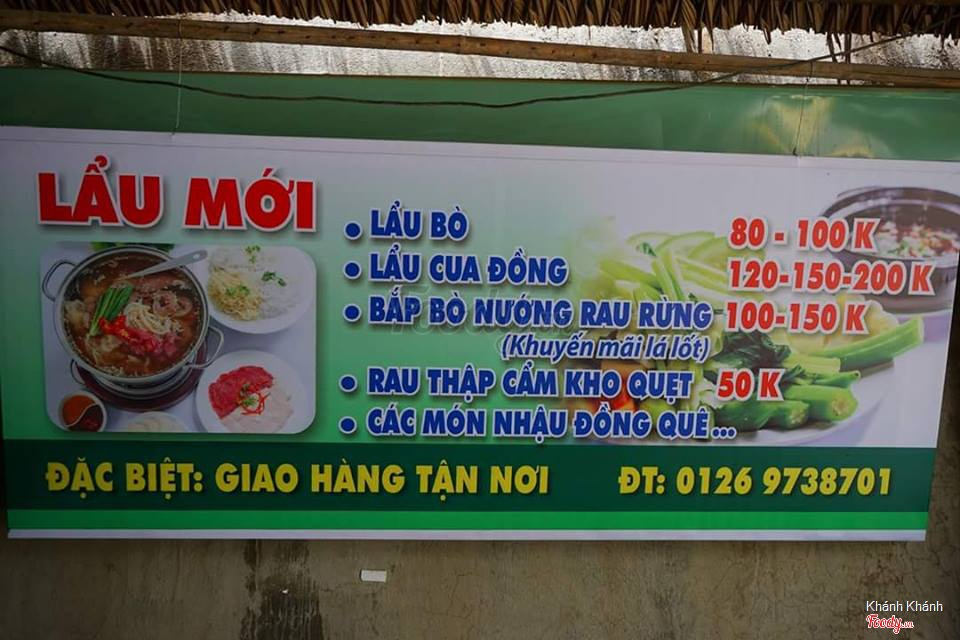 LẨU MỚI
• LẨU BÒ 80 - 100 K
• LẨU CUA ĐỒNG 120-150-200 K
• BẮP BÒ NƯỚNG RAU RỪNG 100-150 K
(Khuyến mãi lá lốt)
• RAU THẬP CẨM KHO QUẸT 50 K
• CÁC MÓN NHẬU ĐỒNG QUÊ...
ĐẶC BIỆT: GIAO HÀNG TẬN NƠI ĐT: 0126 9738701
Khánh Khánh
Foody.vn